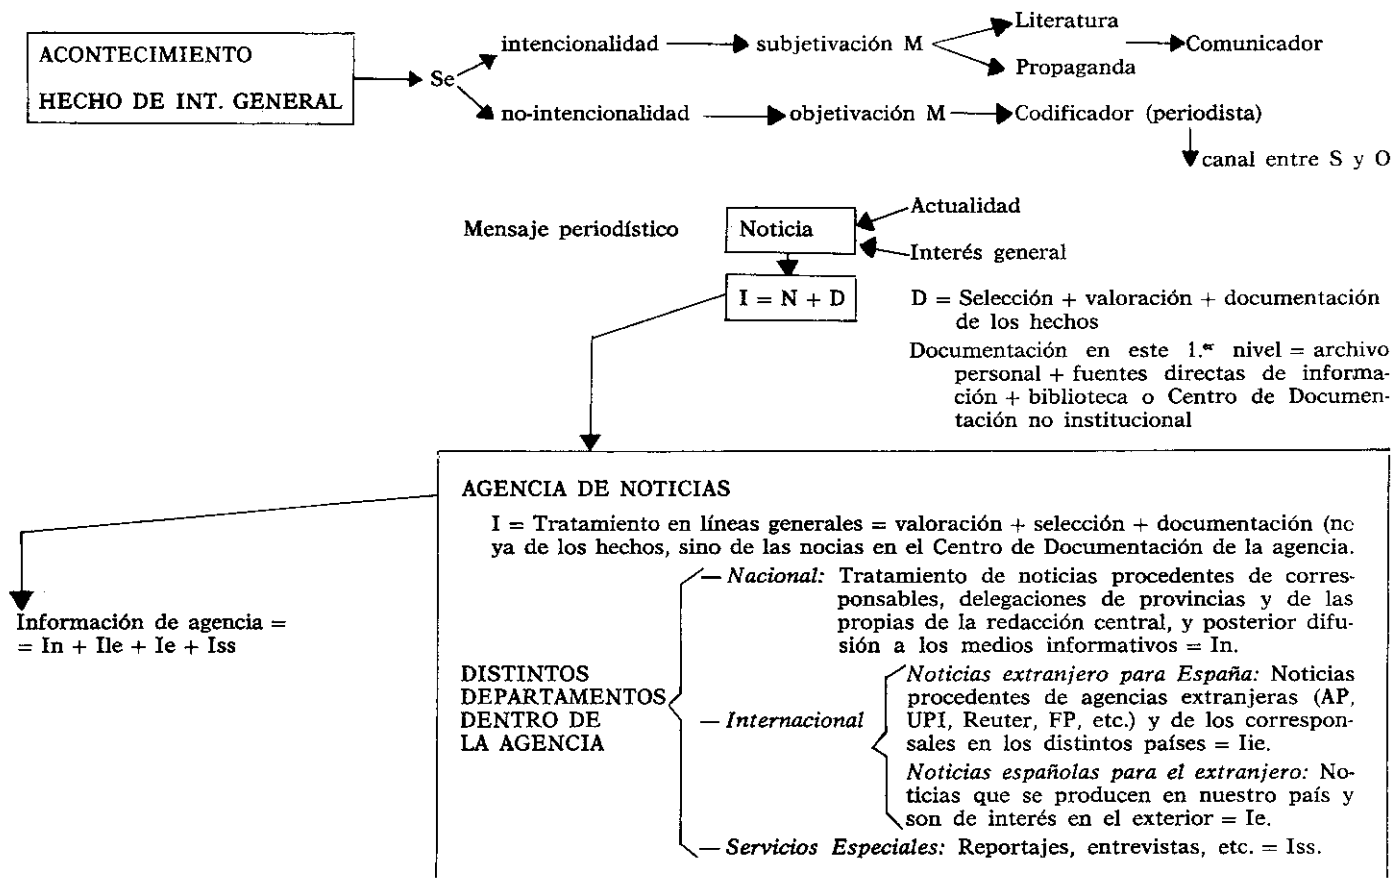 ACONTECIMIENTO
HECHO DE INT. GENERAL
Se
intencionalidad
subjetivación M
Literatura
Propaganda
Comunicador
no-intencionalidad
objetivación M
Codificador (periodista)
canal entre S y O
Mensaje periodístico
Noticia
Actualidad
Interés general
I = N + D
D = Selección + valoración + documentación
de los hechos
Documentación en este 1.er nivel = archivo
personal + fuentes directas de informa-
ción + biblioteca o Centro de Documen-
tación no institucional
AGENCIA DE NOTICIAS
I = Tratamiento en líneas generales = valoración + selección + documentación (no
ya de los hechos, sino de las nocias en el Centro de Documentación de la agencia.
Información de agencia =
= In + Ile + Ie + Iss
DISTINTOS
DEPARTAMENTOS
DENTRO DE
LA AGENCIA
— Nacional: Tratamiento de noticias procedentes de corres-
ponsables, delegaciones de provincias y de las
propias de la redacción central, y posterior difu-
sión a los medios informativos = In.
— Internacional
Noticias extranjero para España: Noticias
procedentes de agencias extranjeras (AP,
UPI, Reuter, FP, etc.) y de los correspon-
sales en los distintos países = Iie.
Noticias españolas para el extranjero: No-
ticias que se producen en nuestro país y
son de interés en el exterior = Ie.
— Servicios Especiales: Reportajes, entrevistas, etc. = Iss.